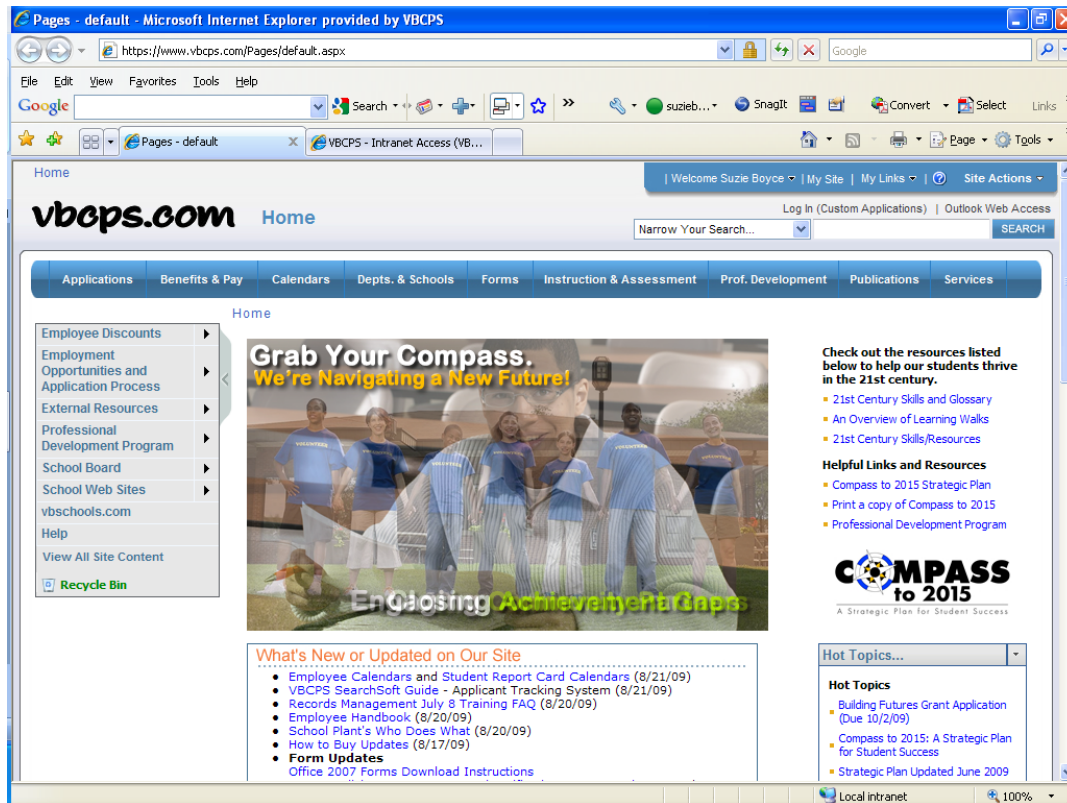 Pages - default - Microsoft Internet Explorer provided by VBCPS
https://www.vbcps.com/Pages/default.aspx
Google
File Edit View Favorites Tools Help
Google Search suzieb... SnagIt Convert Select Links
Pages - default
VBCPS - Intranet Access (VB...
Page Tools
Home
| Welcome Suzie Boyce | My Site | My Links | Site Actions
vbcps.com Home
Log In (Custom Applications) | Outlook Web Access
Narrow Your Search... SEARCH
Applications Benefits & Pay Calendars Depts. & Schools Forms Instruction & Assessment Prof. Development Publications Services
Home
Employee Discounts
Employment
Opportunities and
Application Process
External Resources
Professional
Development Program
School Board
School Web Sites
vbschools.com
Help
View All Site Content
Recycle Bin
Grab Your Compass.
We're Navigating a New Future!
VOLUNTEER
Check out the resources listed
below to help our students thrive
in the 21st century.
21st Century Skills and Glossary
An Overview of Learning Walks
21st Century Skills/Resources
Helpful Links and Resources
Compass to 2015 Strategic Plan
Print a copy of Compass to 2015
Professional Development Program
COMPASS
to 2015
A Strategic Plan for Student Success
What's New or Updated on Our Site
Employee Calendars and Student Report Card Calendars (8/21/09)
VBCPS SearchSoft Guide - Applicant Tracking System (8/21/09)
Records Management July 8 Training FAQ (8/20/09)
Employee Handbook (8/20/09)
School Plant's Who Does What (8/20/09)
How to Buy Updates (8/17/09)
Form Updates
Office 2007 Forms Download Instructions
Hot Topics...
Hot Topics
Building Futures Grant Application
(Due 10/2/09)
Compass to 2015: A Strategic Plan
for Student Success
Strategic Plan Updated June 2009
Local intranet 100%